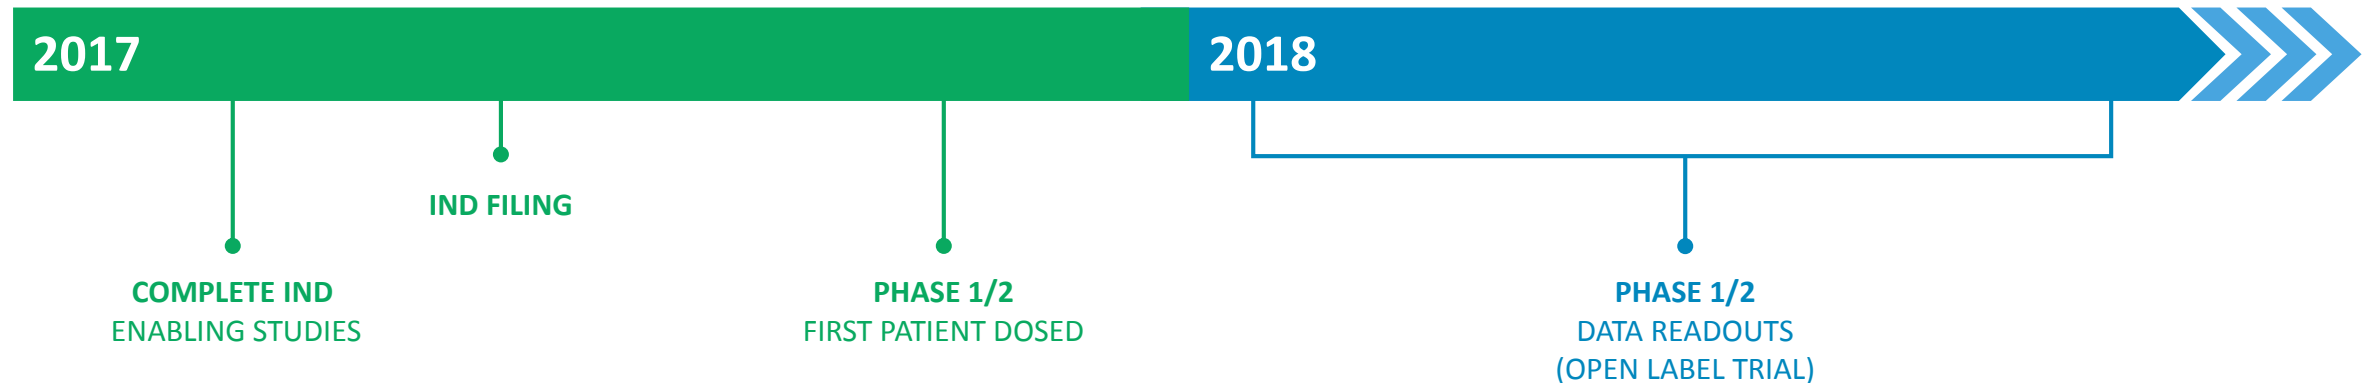 2017
2018
IND FILING
COMPLETE IND
ENABLING STUDIES
PHASE 1/2
FIRST PATIENT DOSED
PHASE 1/2
DATA READOUTS
(OPEN LABEL TRIAL)